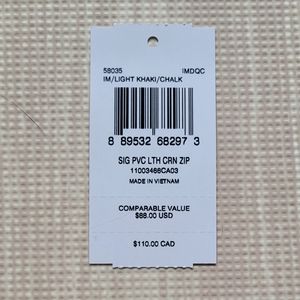 58035 IMDQC
IM/LIGHT KHAKI/CHALK
8 89532 68297 3
SIG PVC LTH CRN ZIP
11003466CA03
MADE IN VIETNAM
COMPARABLE VALUE
$88.00 USD
$110.00 CAD